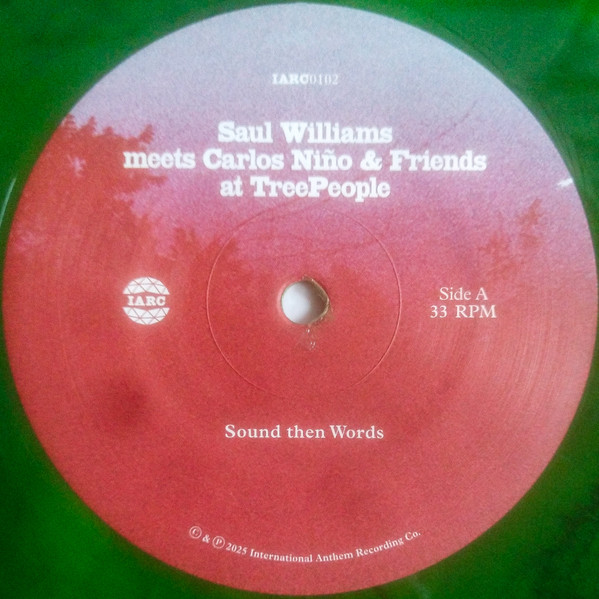 IARC0102
Saul Williams
meets Carlos Niño & Friends
at TreePeople
IARC
Side A
33 RPM
Sound then Words
© & ℗ 2025 International Anthem Recording Co.